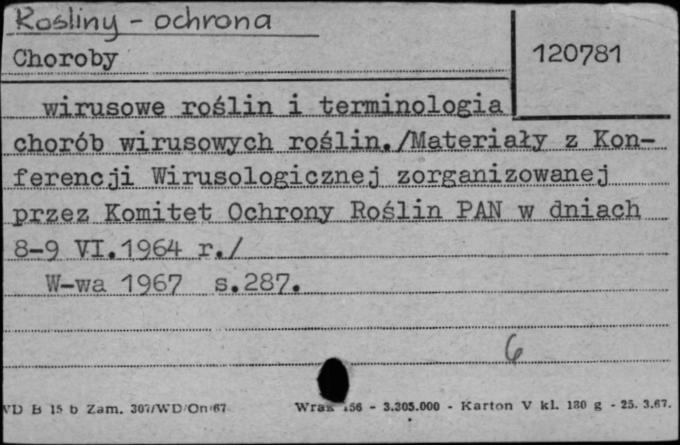 Rośliny - ochrona
Choroby
120781
wirusowe roślin i terminologia
chorób wirusowych roślin./Materiały z Kon-
ferencji Wirusologicznej zorganizowanej
przez Komitet Ochrony Roślin PAN w dniach
8-9 VI.1964 r./
W-wa 1967 s.287.
6
B 15 b Zam. 307/WD/On/67 56 - 3.305.000 - Karton V kl. 180 g - 25. 3.67.